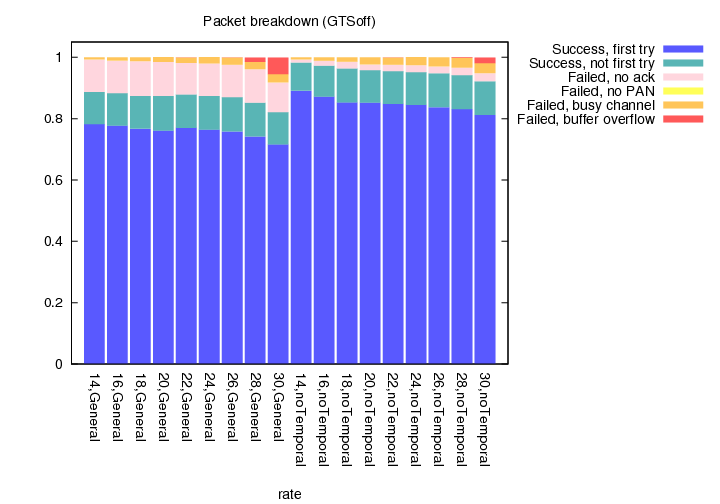 Packet breakdown (GTSoff)
Success, first try
Success, not first try
Failed, no ack
Failed, no PAN
Failed, busy channel
Failed, buffer overflow
1
0.8
0.6
0.4
0.2
0
14,General
16,General
18,General
20,General
22,General
24,General
26,General
28,General
30,General
14,noTemporal
16,noTemporal
18,noTemporal
20,noTemporal
22,noTemporal
24,noTemporal
26,noTemporal
28,noTemporal
30,noTemporal
rate